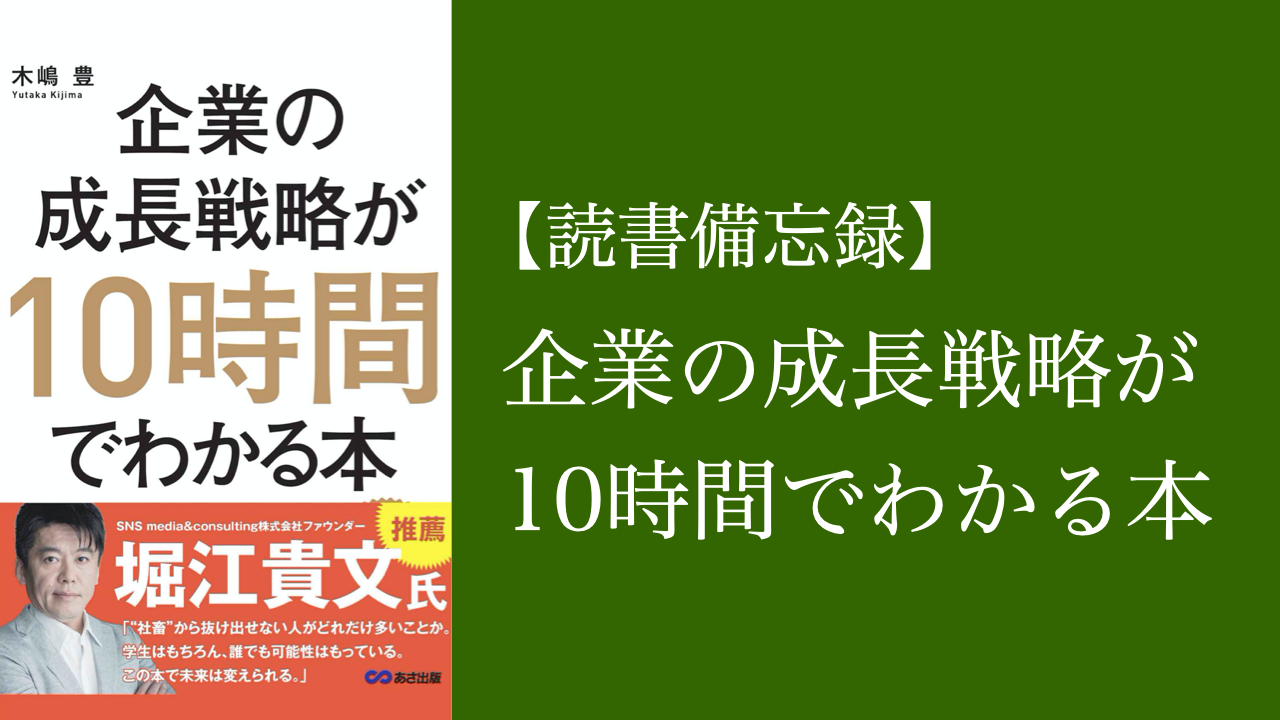 木嶋 豊
Yutaka Kijima
企業の
成長戦略が
10時間
でわかる本
SNS media&consulting株式会社ファウンダー
推薦
堀江貴文氏
「“社畜”から抜け出せない人がどれだけ多いことか。
学生はもちろん、誰でも可能性はもっている。
この本で未来は変えられる。」
あさ出版
【読書備忘録】
企業の成長戦略が
10時間でわかる本